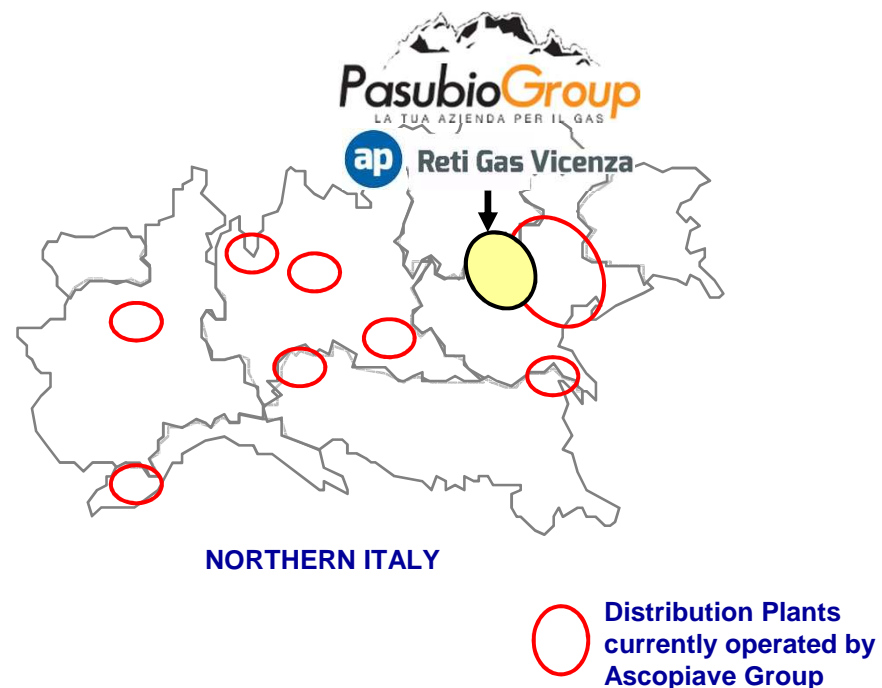 PasubioGroup
LA TUA AZIENDA PER IL GAS
ap Reti Gas Vicenza
NORTHERN ITALY
Distribution Plants
currently operated by
Ascopiave Group